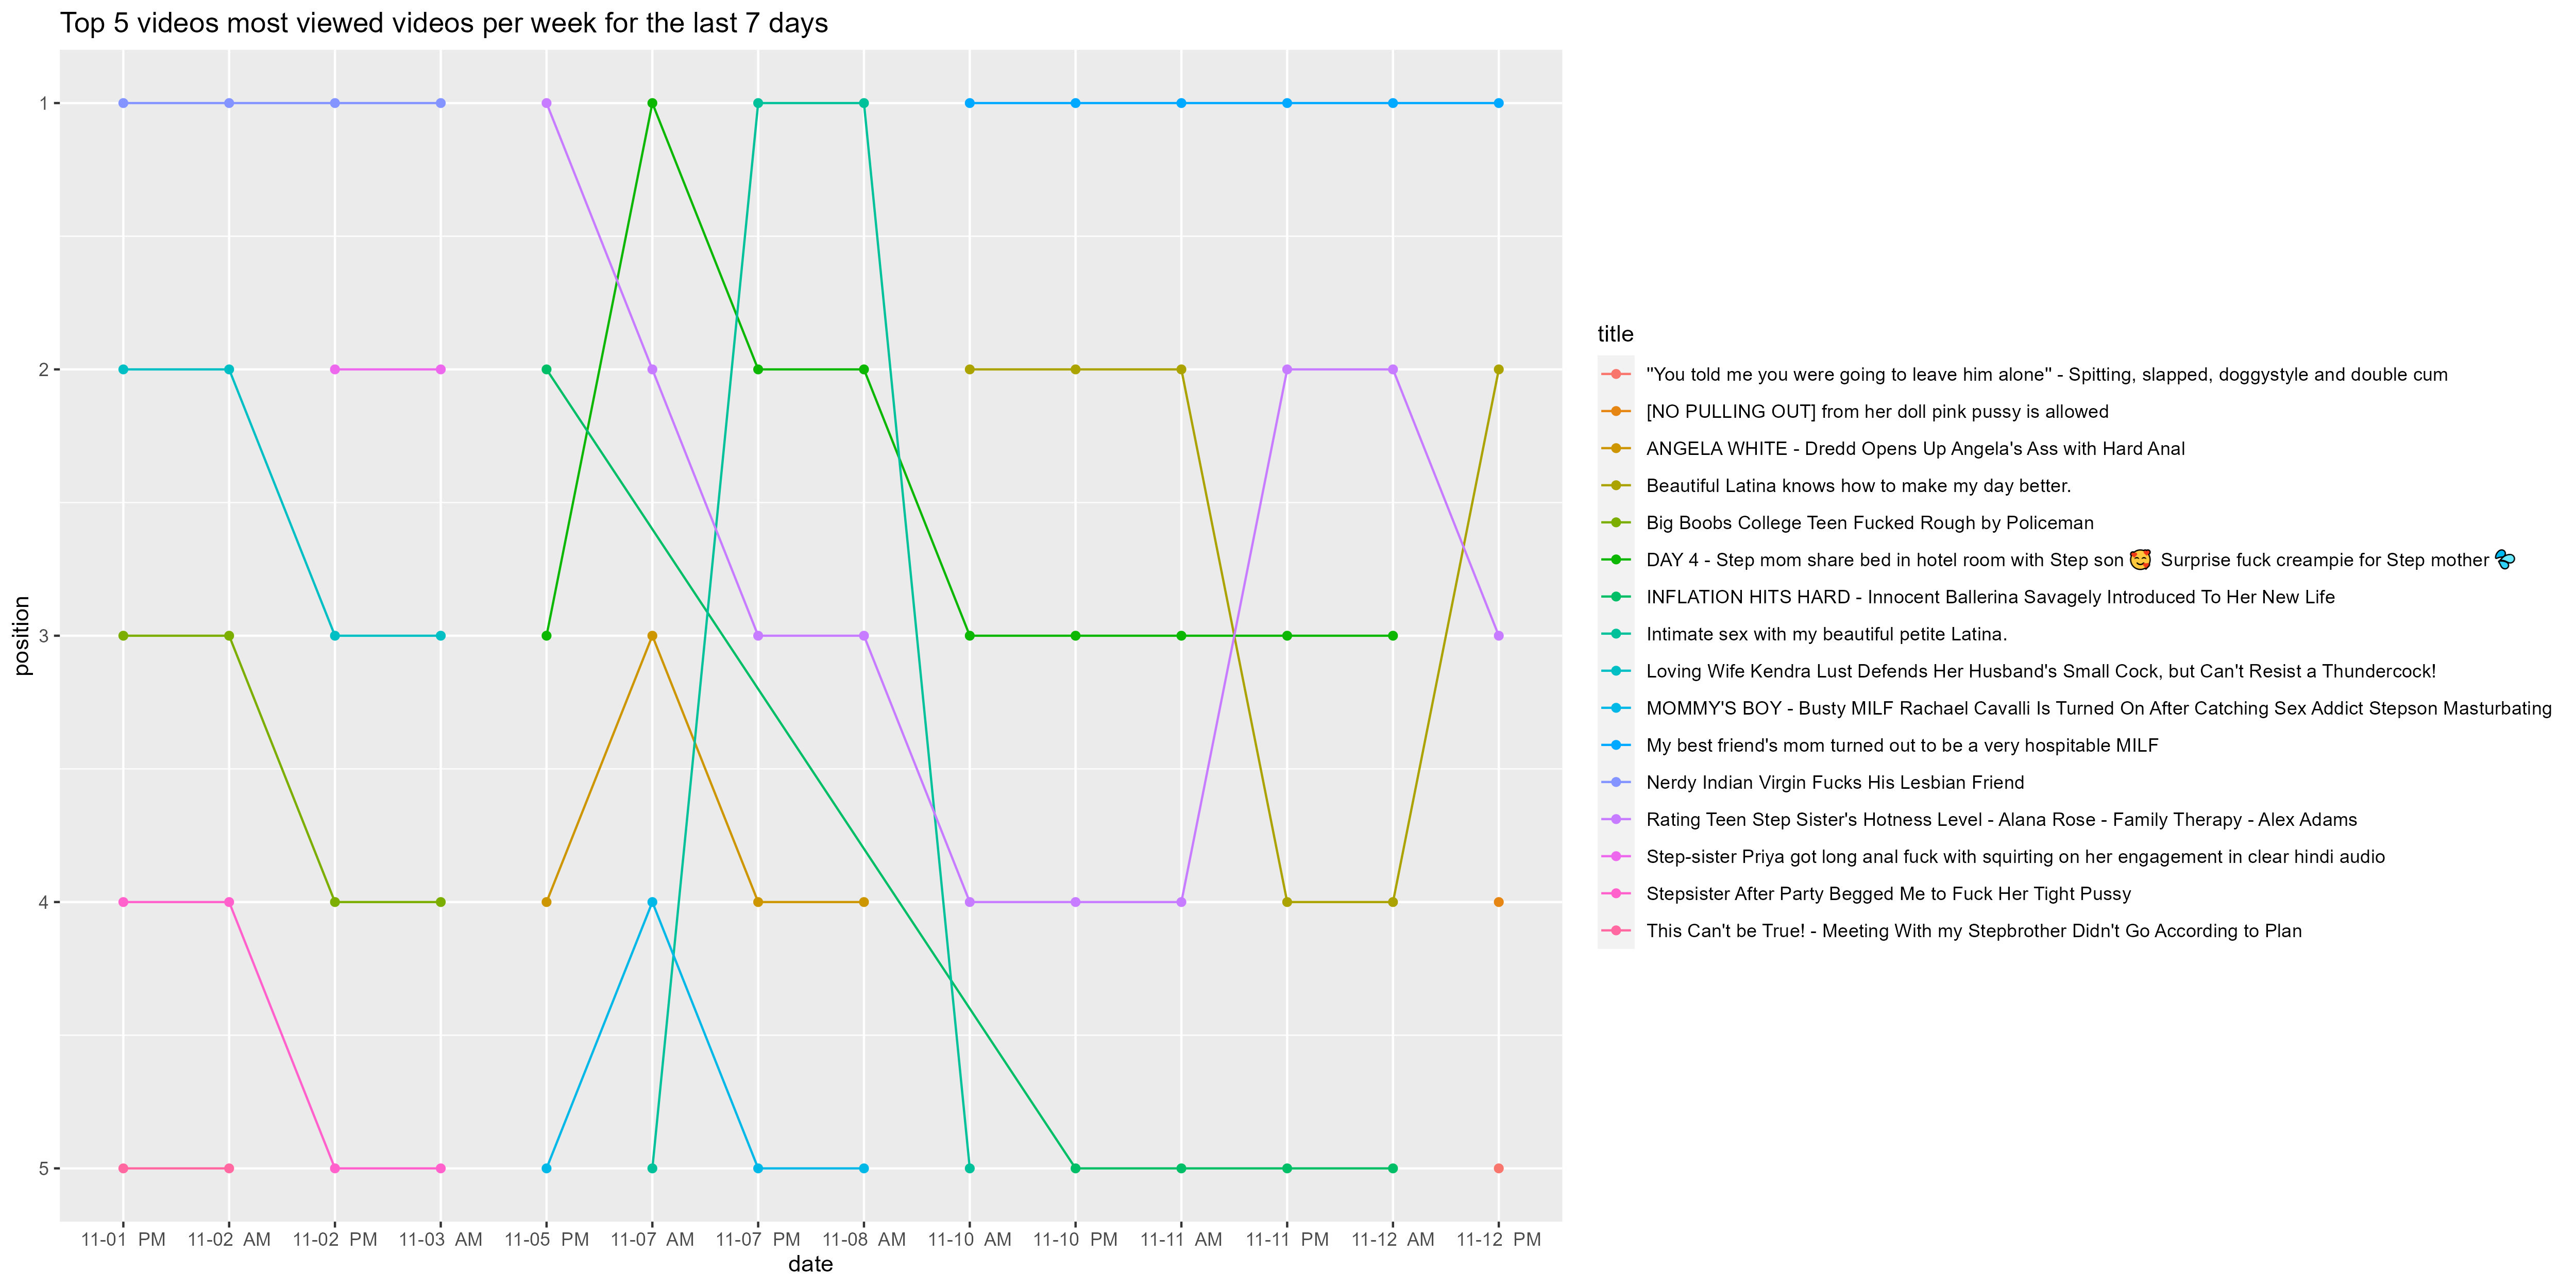 Top 5 videos most viewed videos per week for the last 7 days
position
1
2
3
4
5
11-01 PM
11-02 AM
11-02 PM
11-03 AM
11-05 PM
11-07 AM
11-07 PM
11-08 AM
11-10 AM
11-10 PM
11-11 AM
11-11 PM
11-12 AM
11-12 PM
date
title
"You told me you were going to leave him alone" - Spitting, slapped, doggystyle and double cum
[NO PULLING OUT] from her doll pink pussy is allowed
ANGELA WHITE - Dredd Opens Up Angela's Ass with Hard Anal
Beautiful Latina knows how to make my day better.
Big Boobs College Teen Fucked Rough by Policeman
DAY 4 - Step mom share bed in hotel room with Step son 🥰 Surprise fuck creampie for Step mother 💦
INFLATION HITS HARD - Innocent Ballerina Savagely Introduced To Her New Life
Intimate sex with my beautiful petite Latina.
Loving Wife Kendra Lust Defends Her Husband's Small Cock, but Can't Resist a Thundercock!
MOMMY'S BOY - Busty MILF Rachael Cavalli Is Turned On After Catching Sex Addict Stepson Masturbating
My best friend's mom turned out to be a very hospitable MILF
Nerdy Indian Virgin Fucks His Lesbian Friend
Rating Teen Step Sister's Hotness Level - Alana Rose - Family Therapy - Alex Adams
Step-sister Priya got long anal fuck with squirting on her engagement in clear hindi audio
Stepsister After Party Begged Me to Fuck Her Tight Pussy
This Can't be True! - Meeting With my Stepbrother Didn't Go According to Plan